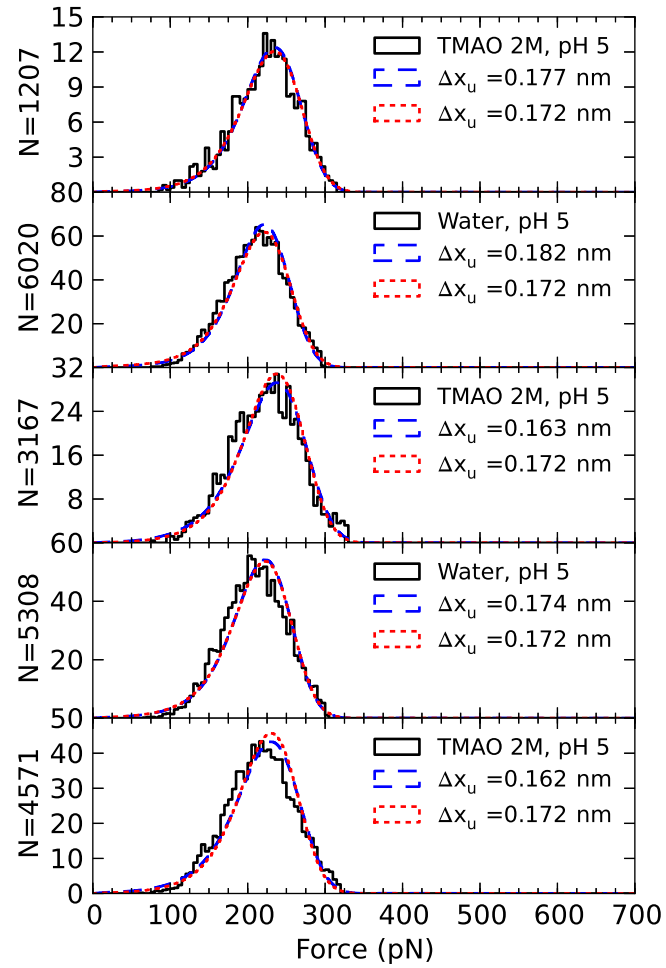 15
12
9
6
3
80
N=1207
TMAO 2M, pH 5
Δxu =0.177 nm
Δxu =0.172 nm
60
40
20
32
N=6020
Water, pH 5
Δxu =0.182 nm
Δxu =0.172 nm
24
16
8
60
N=3167
TMAO 2M, pH 5
Δxu =0.163 nm
Δxu =0.172 nm
40
20
50
N=5308
Water, pH 5
Δxu =0.174 nm
Δxu =0.172 nm
40
30
20
10
0
N=4571
TMAO 2M, pH 5
Δxu =0.162 nm
Δxu =0.172 nm
0 100 200 300 400 500 600 700
Force (pN)